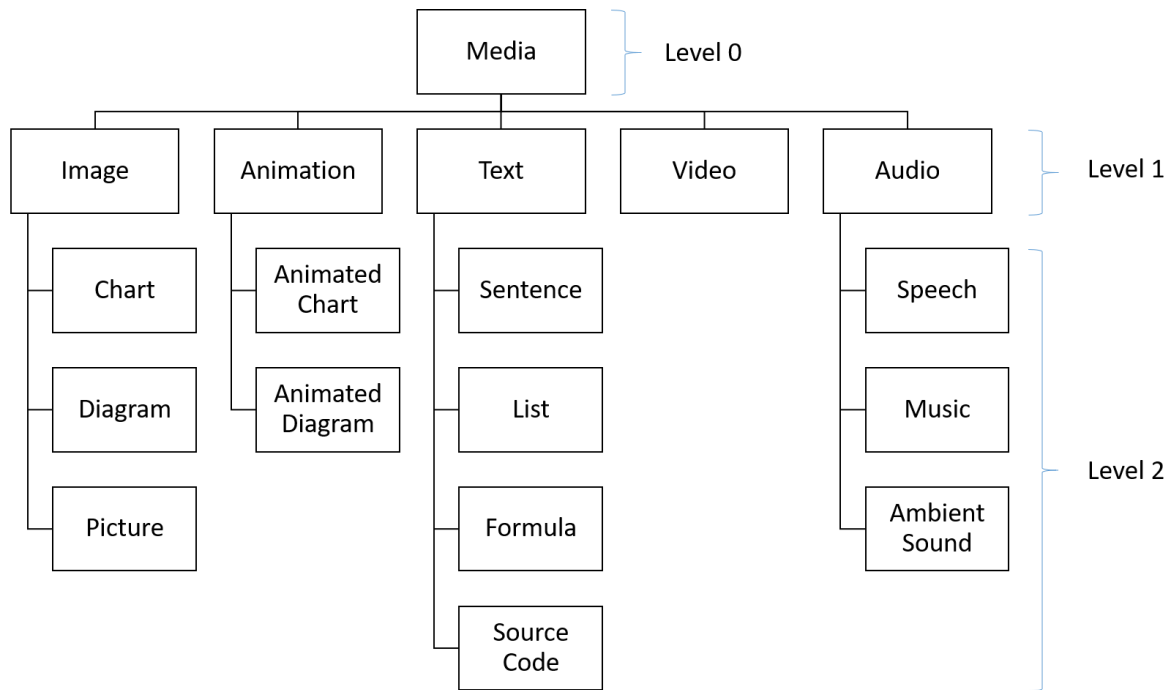 Media
Level 0
Image
Animation
Text
Video
Audio
Level 1
Chart
Animated
Chart
Sentence
Speech
Diagram
Animated
Diagram
List
Music
Level 2
Picture
Formula
Ambient
Sound
Source
Code